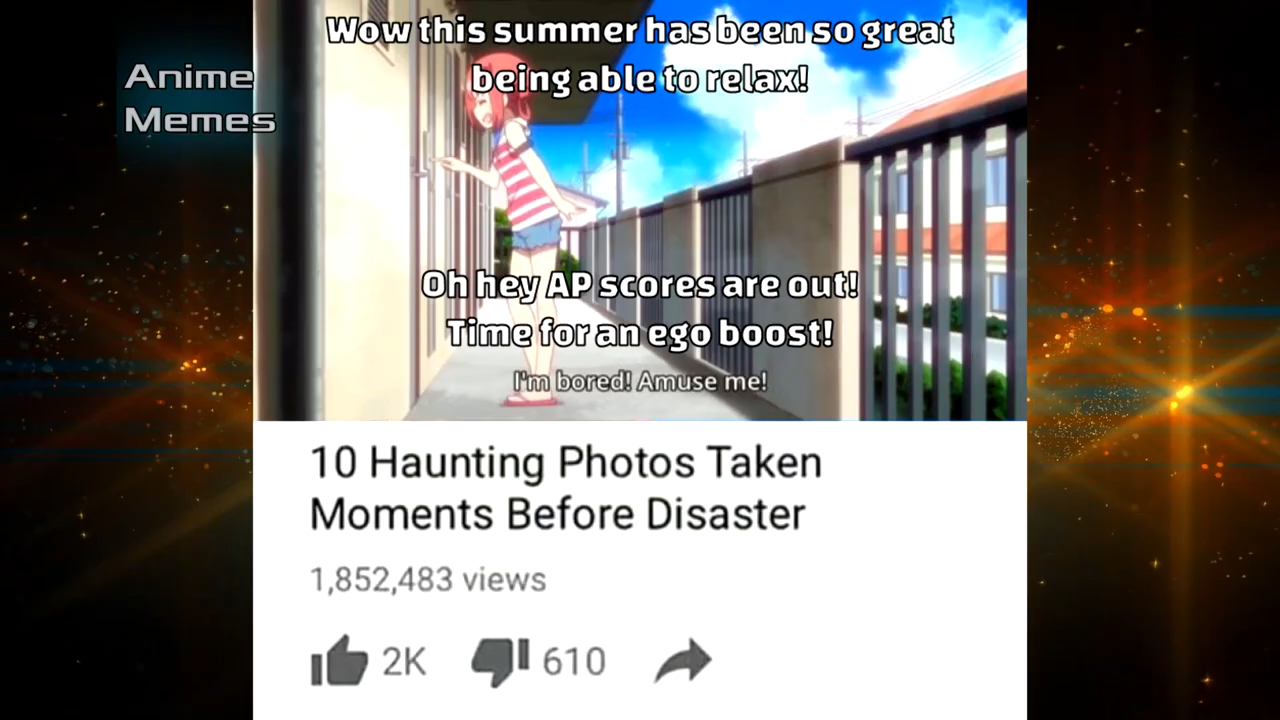 Anime
Memes
Wow this summer has been so great
being able to relax!
Oh hey AP scores are out!
Time for an ego boost!
I'm bored! Amuse me!
10 Haunting Photos Taken
Moments Before Disaster
1,852,483 views
2K 610